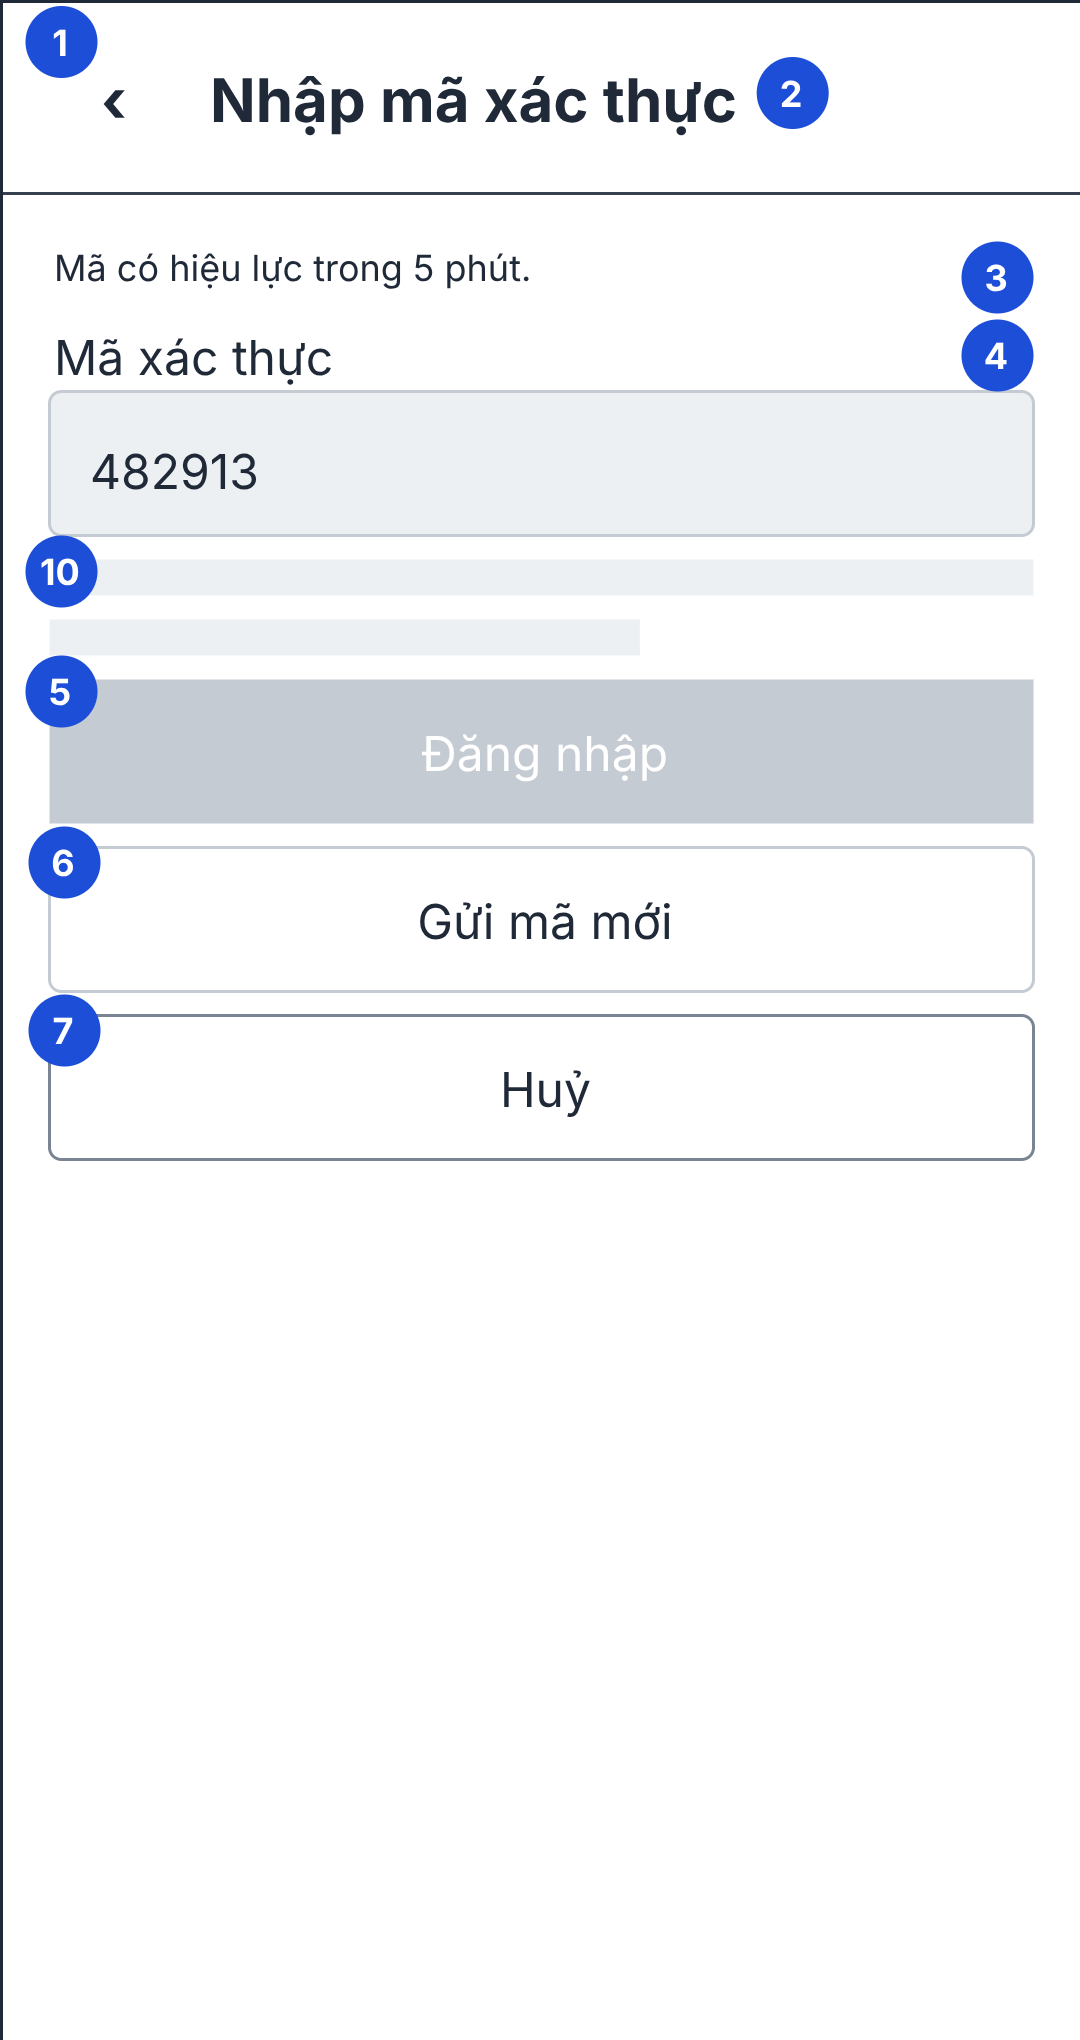 1
‹ Nhập mã xác thực 2
Mã có hiệu lực trong 5 phút. 3
Mã xác thực 4
482913
10
5
Đăng nhập
6
Gửi mã mới
7
Huỷ